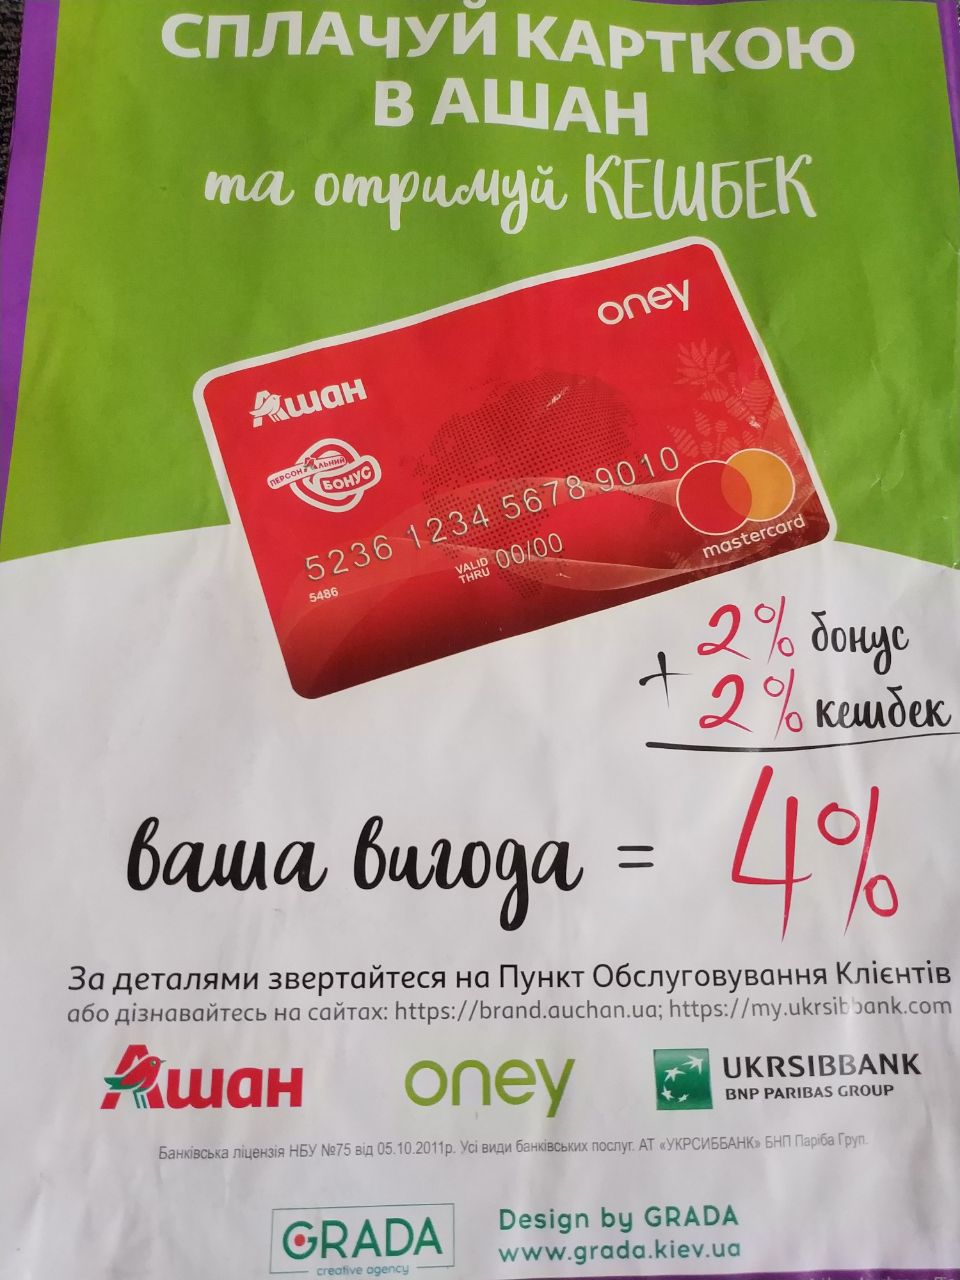 СПЛАЧУЙ КАРТКОЮ
В АШАН
та отримуй КЕШБЕК
oney
Ашан
ПЕРСОНАЛЬНИЙ
БОНУС
5236 1234 5678 9010
5486
VALID
THRU 00/00
mastercard
2% бонус
+ 2% кешбек
ваша вигода = 4%
За деталями звертайтеся на Пункт Обслуговування Клієнтів
або дізнавайтесь на сайтах: https://brand.auchan.ua; https://my.ukrsibbank.com
Ашан oney UKRSIBBANK
BNP PARIBAS GROUP
Банківська ліцензія НБУ №75 від 05.10.2011р. Усі види банківських послуг. АТ «УКРСИББАНК» БНП Паріба Груп.
GRADA
creative agency
Design by GRADA
www.grada.kiev.ua